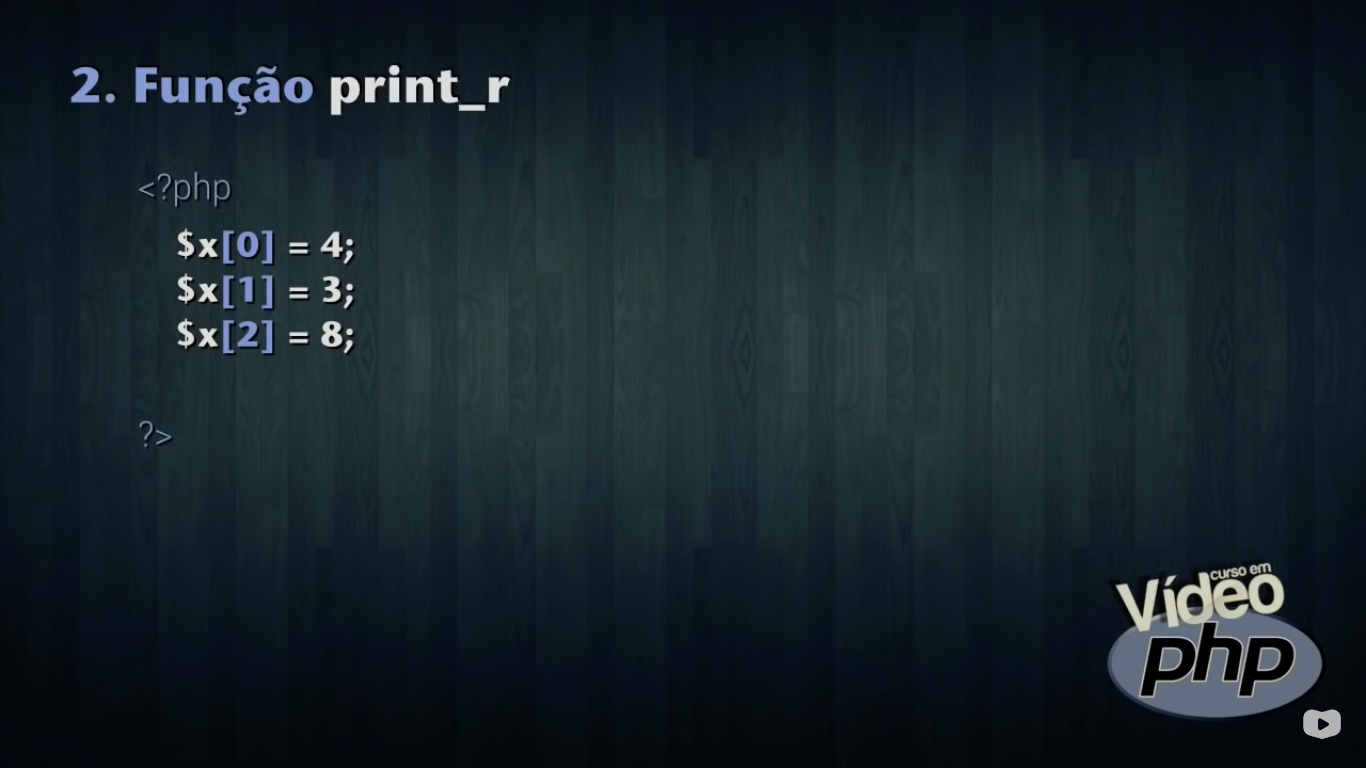 2. Função print_r
<?php
$x[0] = 4;
$x[1] = 3;
$x[2] = 8;
?>
curso em
Vídeo
php